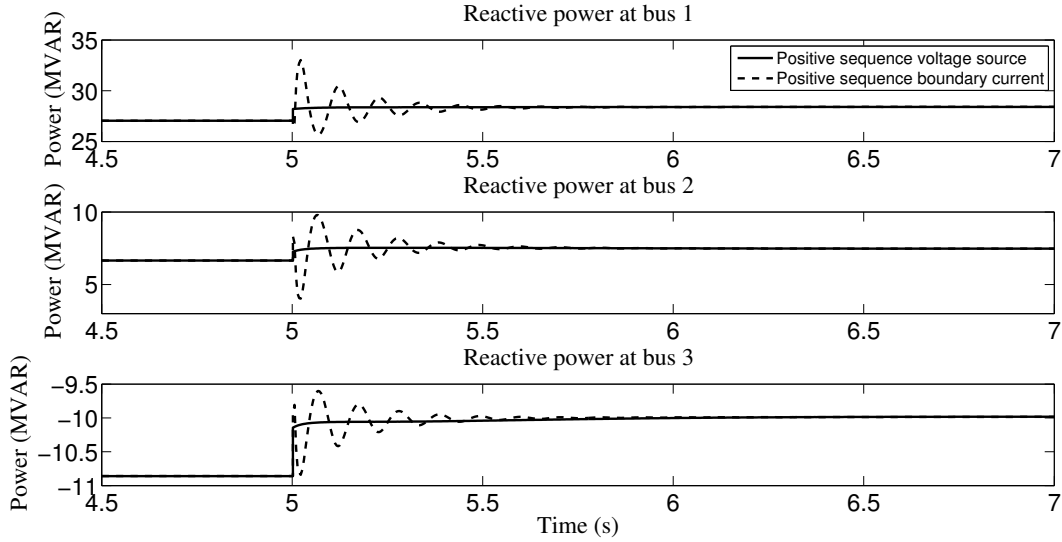 Reactive power at bus 1
Power (MVAR)
35
30
25
Positive sequence voltage source
Positive sequence boundary current
4.5 5 5.5 6 6.5 7
Reactive power at bus 2
Power (MVAR)
10
5
4.5 5 5.5 6 6.5 7
Reactive power at bus 3
Power (MVAR)
−9.5
−10
−10.5
−11
4.5 5 5.5 6 6.5 7
Time (s)